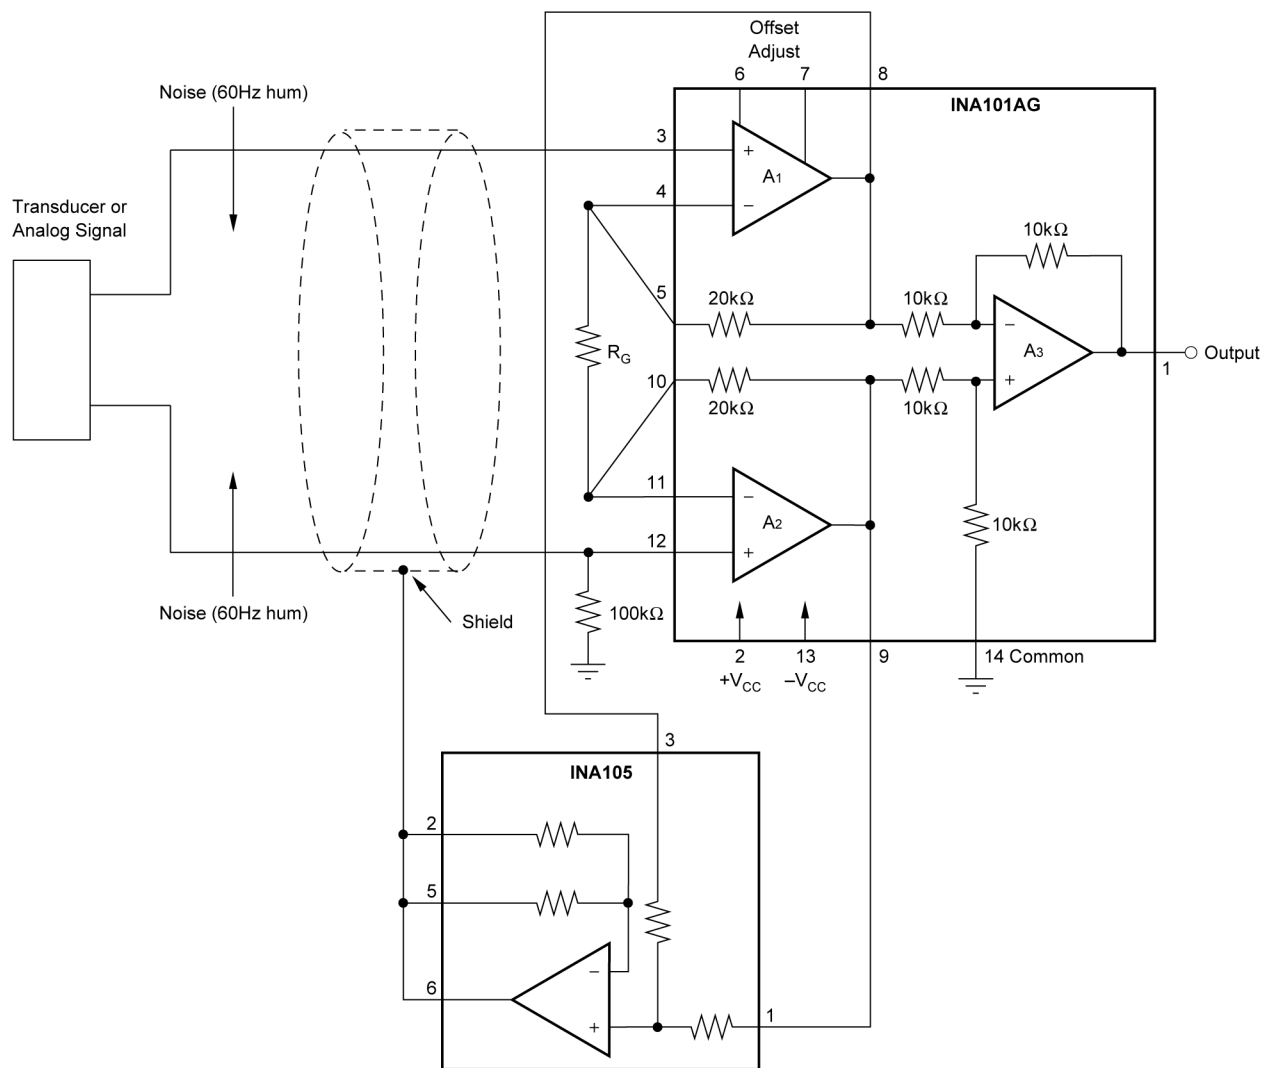 Offset
Adjust
6
7
8
Noise (60Hz hum)
INA101AG
3
+
A1
4
−
Transducer or
Analog Signal
10kΩ
5
20kΩ
10kΩ
−
RG
A3
Output
10
+
1
20kΩ
10kΩ
11
−
A2
10kΩ
12
+
Noise (60Hz hum)
Shield
100kΩ
2
13
9
14 Common
+VCC
–VCC
3
INA105
2
5
−
6
+
1